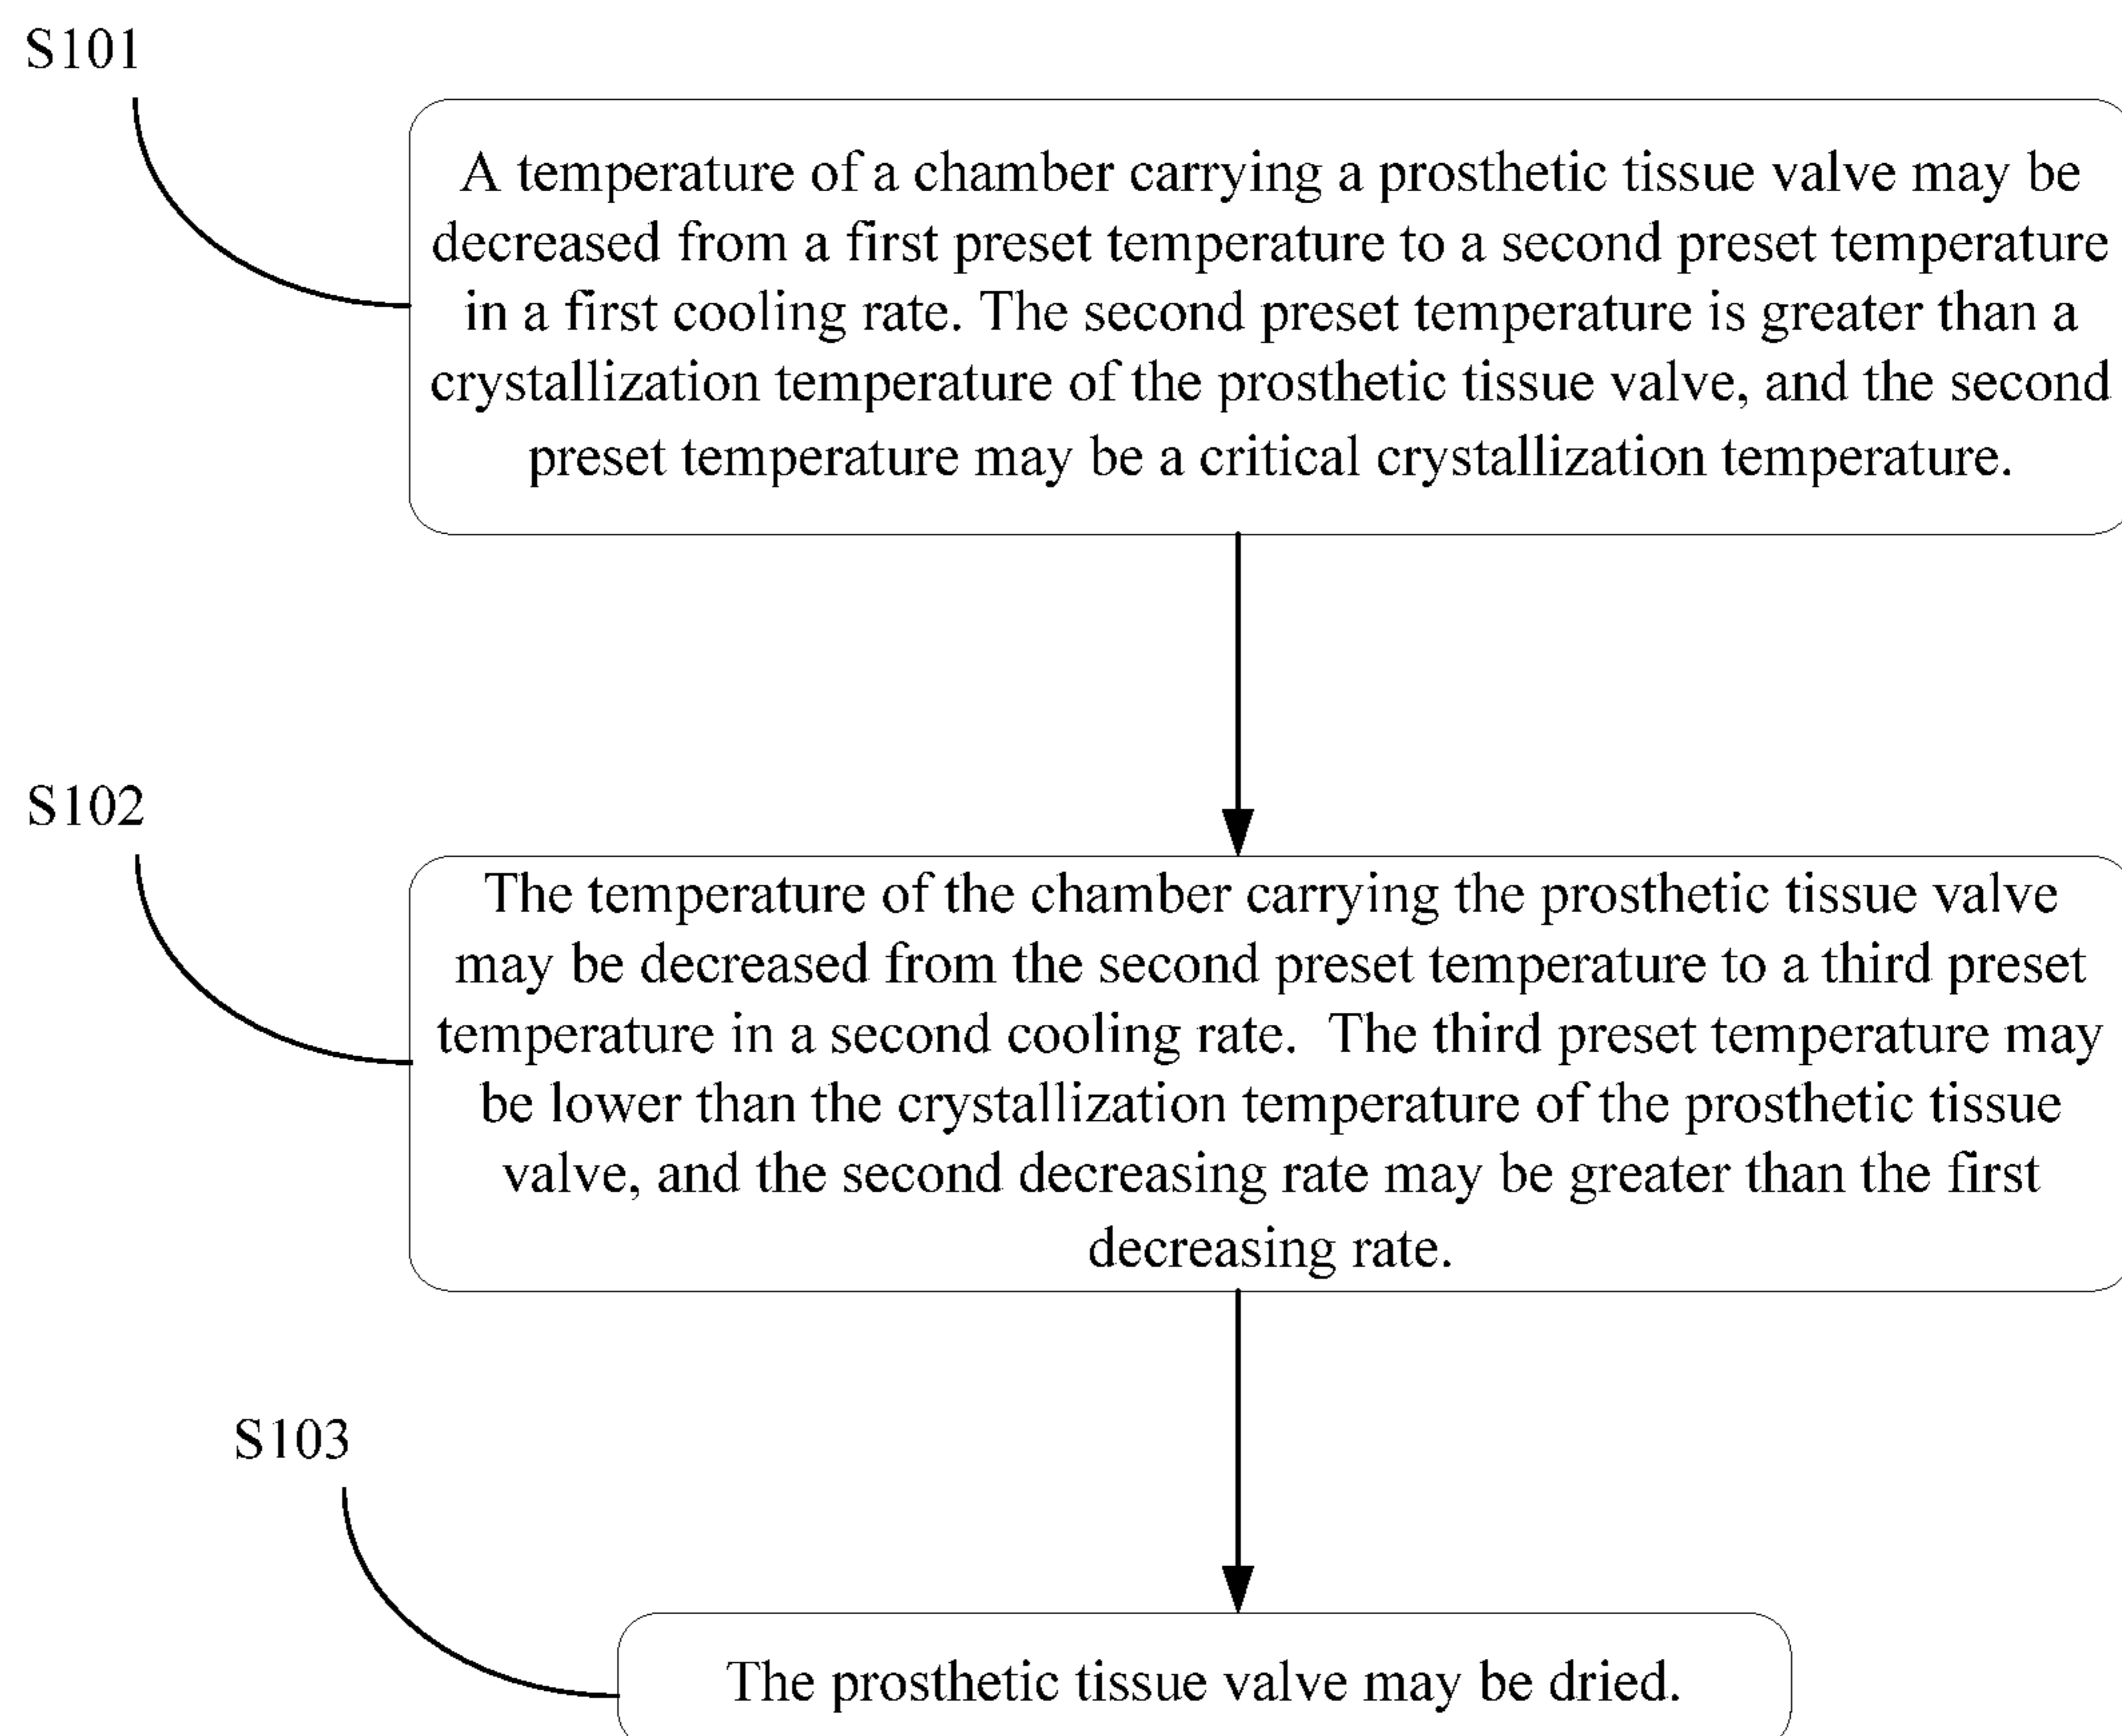 S101
A temperature of a chamber carrying a prosthetic tissue valve may be
decreased from a first preset temperature to a second preset temperature
in a first cooling rate. The second preset temperature is greater than a
crystallization temperature of the prosthetic tissue valve, and the second
preset temperature may be a critical crystallization temperature.
S102
The temperature of the chamber carrying the prosthetic tissue valve
may be decreased from the second preset temperature to a third preset
temperature in a second cooling rate.  The third preset temperature may
be lower than the crystallization temperature of the prosthetic tissue
valve, and the second decreasing rate may be greater than the first
decreasing rate.
S103
The prosthetic tissue valve may be dried.